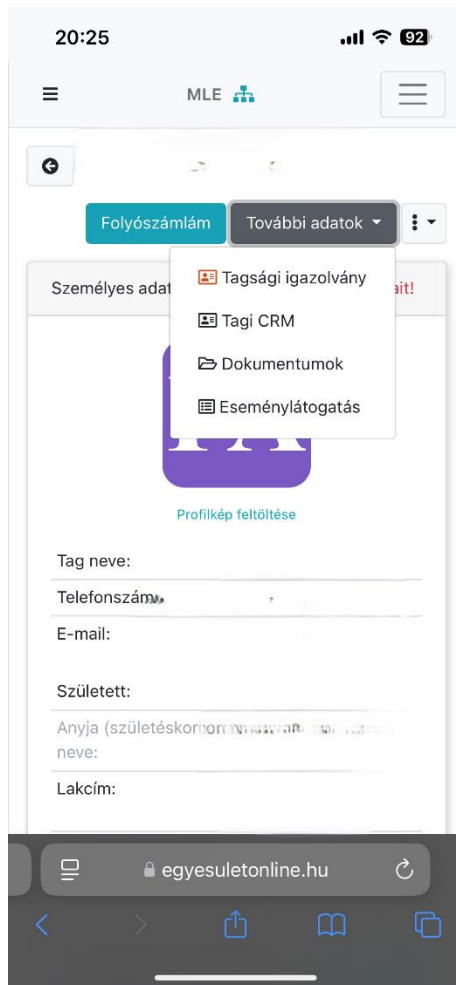 20:25
92
MLE
Folyószámlám
További adatok
Személyes adat
ait!
Tagsági igazolvány
Tagi CRM
Dokumentumok
Eseménylátogatás
Profilkép feltöltése
Tag neve:
Telefonszám
E-mail:
Született:
Anyja
neve:
Lakcím:
egyesuletonline.hu